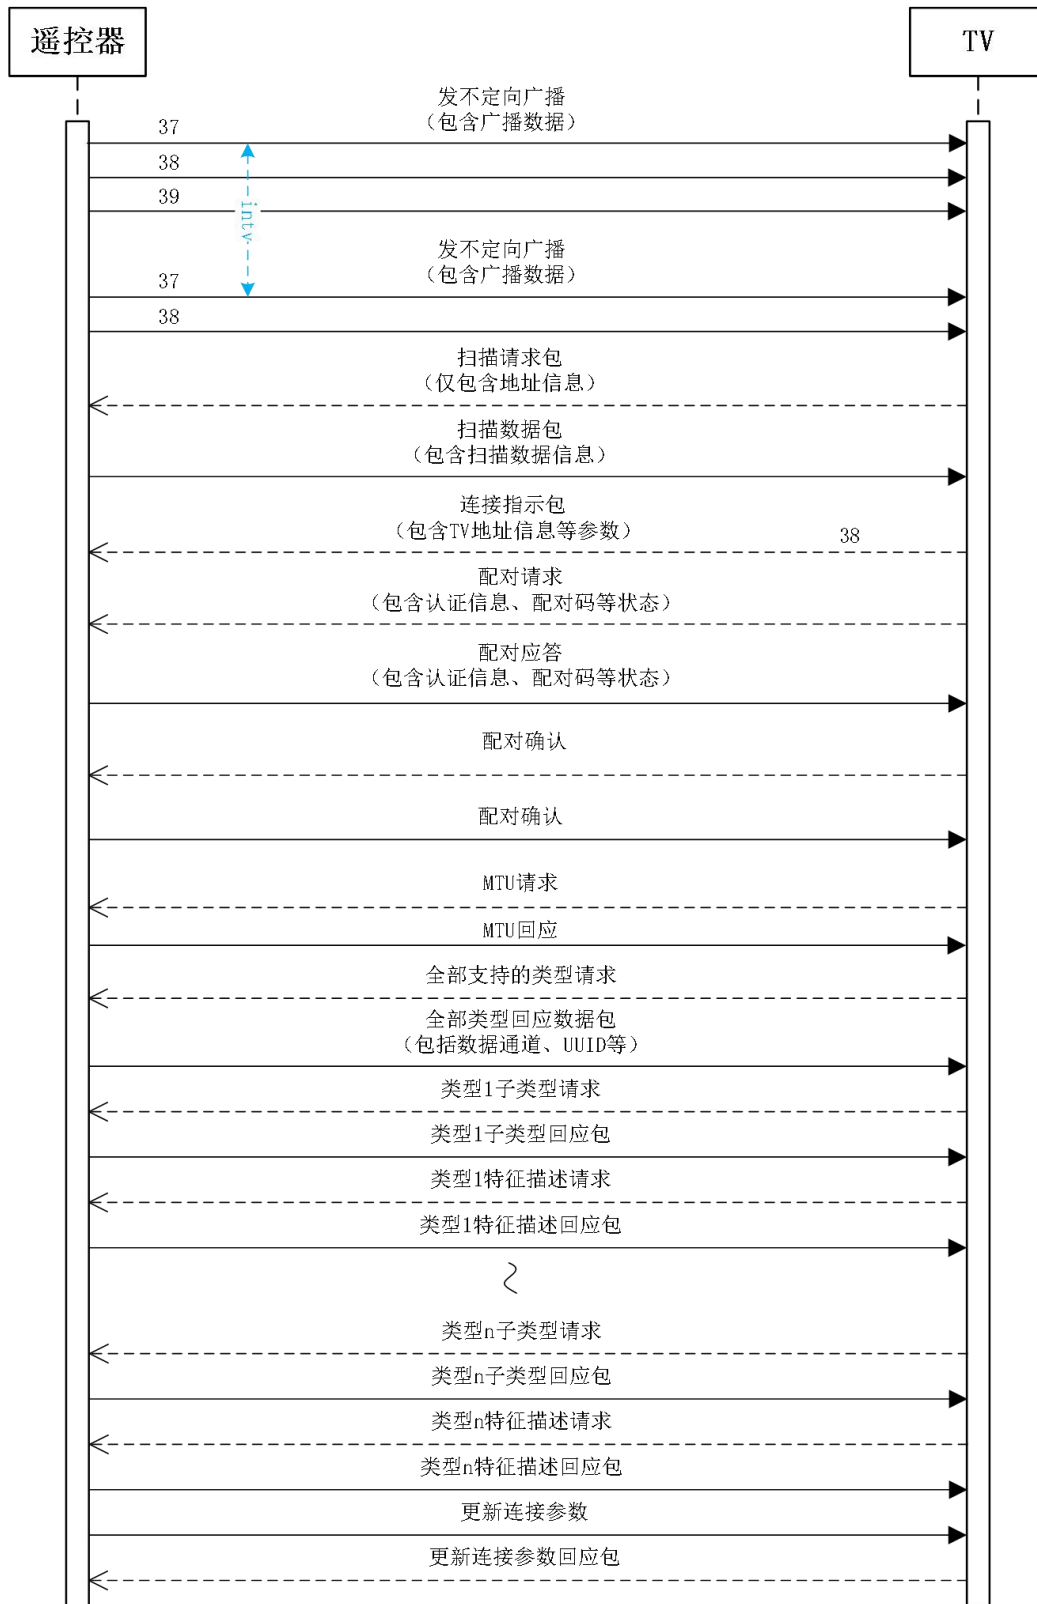 遥控器
TV
发不定向广播
（包含广播数据）
37
38
39
intv
发不定向广播
（包含广播数据）
37
38
扫描请求包
（仅包含地址信息）
扫描数据包
（包含扫描数据信息）
连接指示包
（包含TV地址信息等参数）
38
配对请求
（包含认证信息、配对码等状态）
配对应答
（包含认证信息、配对码等状态）
配对确认
配对确认
MTU请求
MTU回应
全部支持的类型请求
全部类型回应数据包
（包括数据通道、UUID等）
类型1子类型请求
类型1子类型回应包
类型1特征描述请求
类型1特征描述回应包
类型n子类型请求
类型n子类型回应包
类型n特征描述请求
类型n特征描述回应包
更新连接参数
更新连接参数回应包